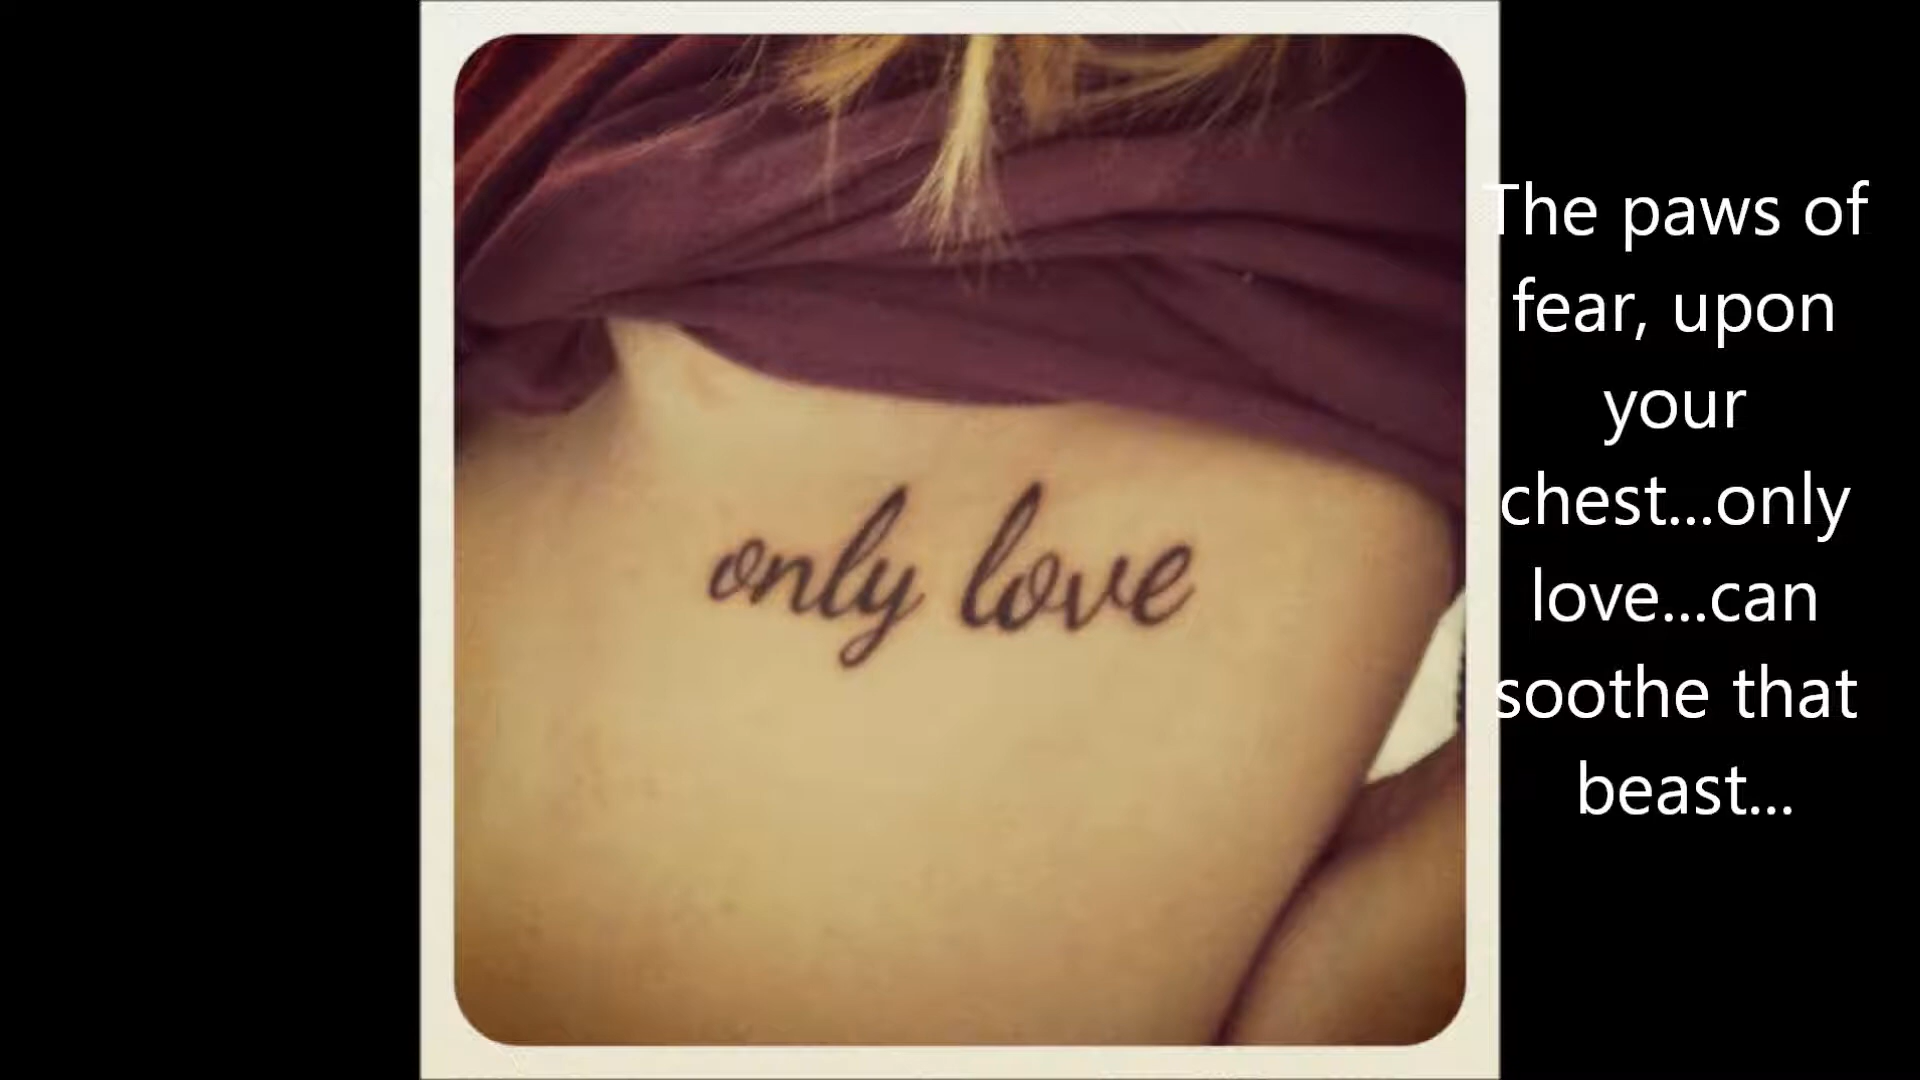 only love
The paws of
fear, upon
your
chest...only
love...can
soothe that
beast...